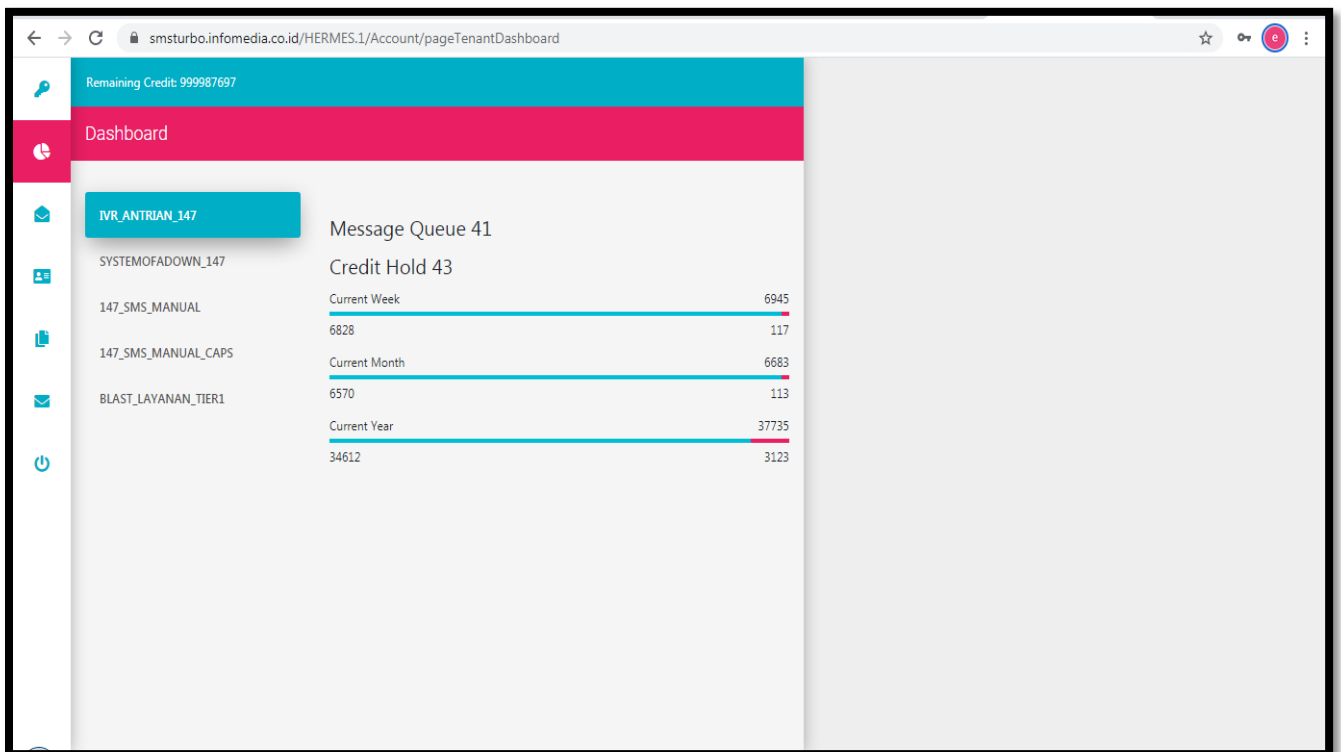 smsturbo.infomedia.co.id/HERMES.1/Account/pageTenantDashboard
e
Remaining Credit: 999987697
Dashboard
IVR_ANTRIAN_147
SYSTEMOFADOWN_147
147_SMS_MANUAL
147_SMS_MANUAL_CAPS
BLAST_LAYANAN_TIER1
Message Queue 41
Credit Hold 43
Current Week 6945
6828 117
Current Month 6683
6570 113
Current Year 37735
34612 3123